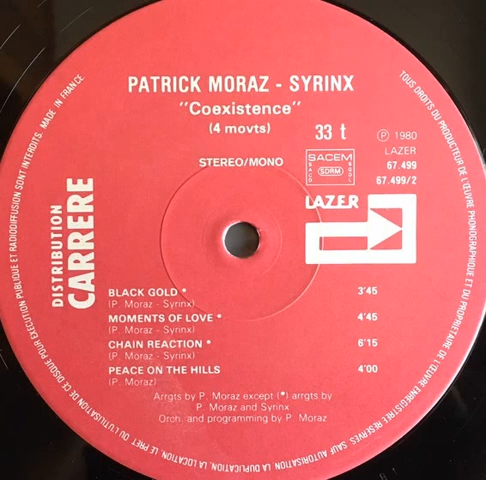 PATRICK MORAZ - SYRINX
"Coexistence"
(4 movts)
33 t
STEREO/MONO
SACEM
SACD
SDRM
SGDL
Ⓟ 1980
LAZER
67.499
67.499/2
LAZER
DISTRIBUTION
CARRERE
BLACK GOLD * 3'45
(P. Moraz - Syrinx)
MOMENTS OF LOVE * 4'45
(P. Moraz - Syrinx)
CHAIN REACTION * 6'15
(P. Moraz - Syrinx)
PEACE ON THE HILLS 4'00
(P. Moraz)
Arrgts by P. Moraz except (*) arrgts by
P. Moraz and Syrinx
Orch. and programming by P. Moraz
TOUS DROITS DU PRODUCTEUR DE L'ŒUVRE PHONOGRAPHIQUE ET DU PROPRIETAIRE DE L'ŒUVRE ENREGISTREE RESERVES. SAUF AUTORISATION, LA DUPLICATION, LA LOCATION, LE PRET OU L'UTILISATION DE CE DISQUE POUR EXECUTION PUBLIQUE ET RADIODIFFUSION SONT INTERDITS. MADE IN FRANCE